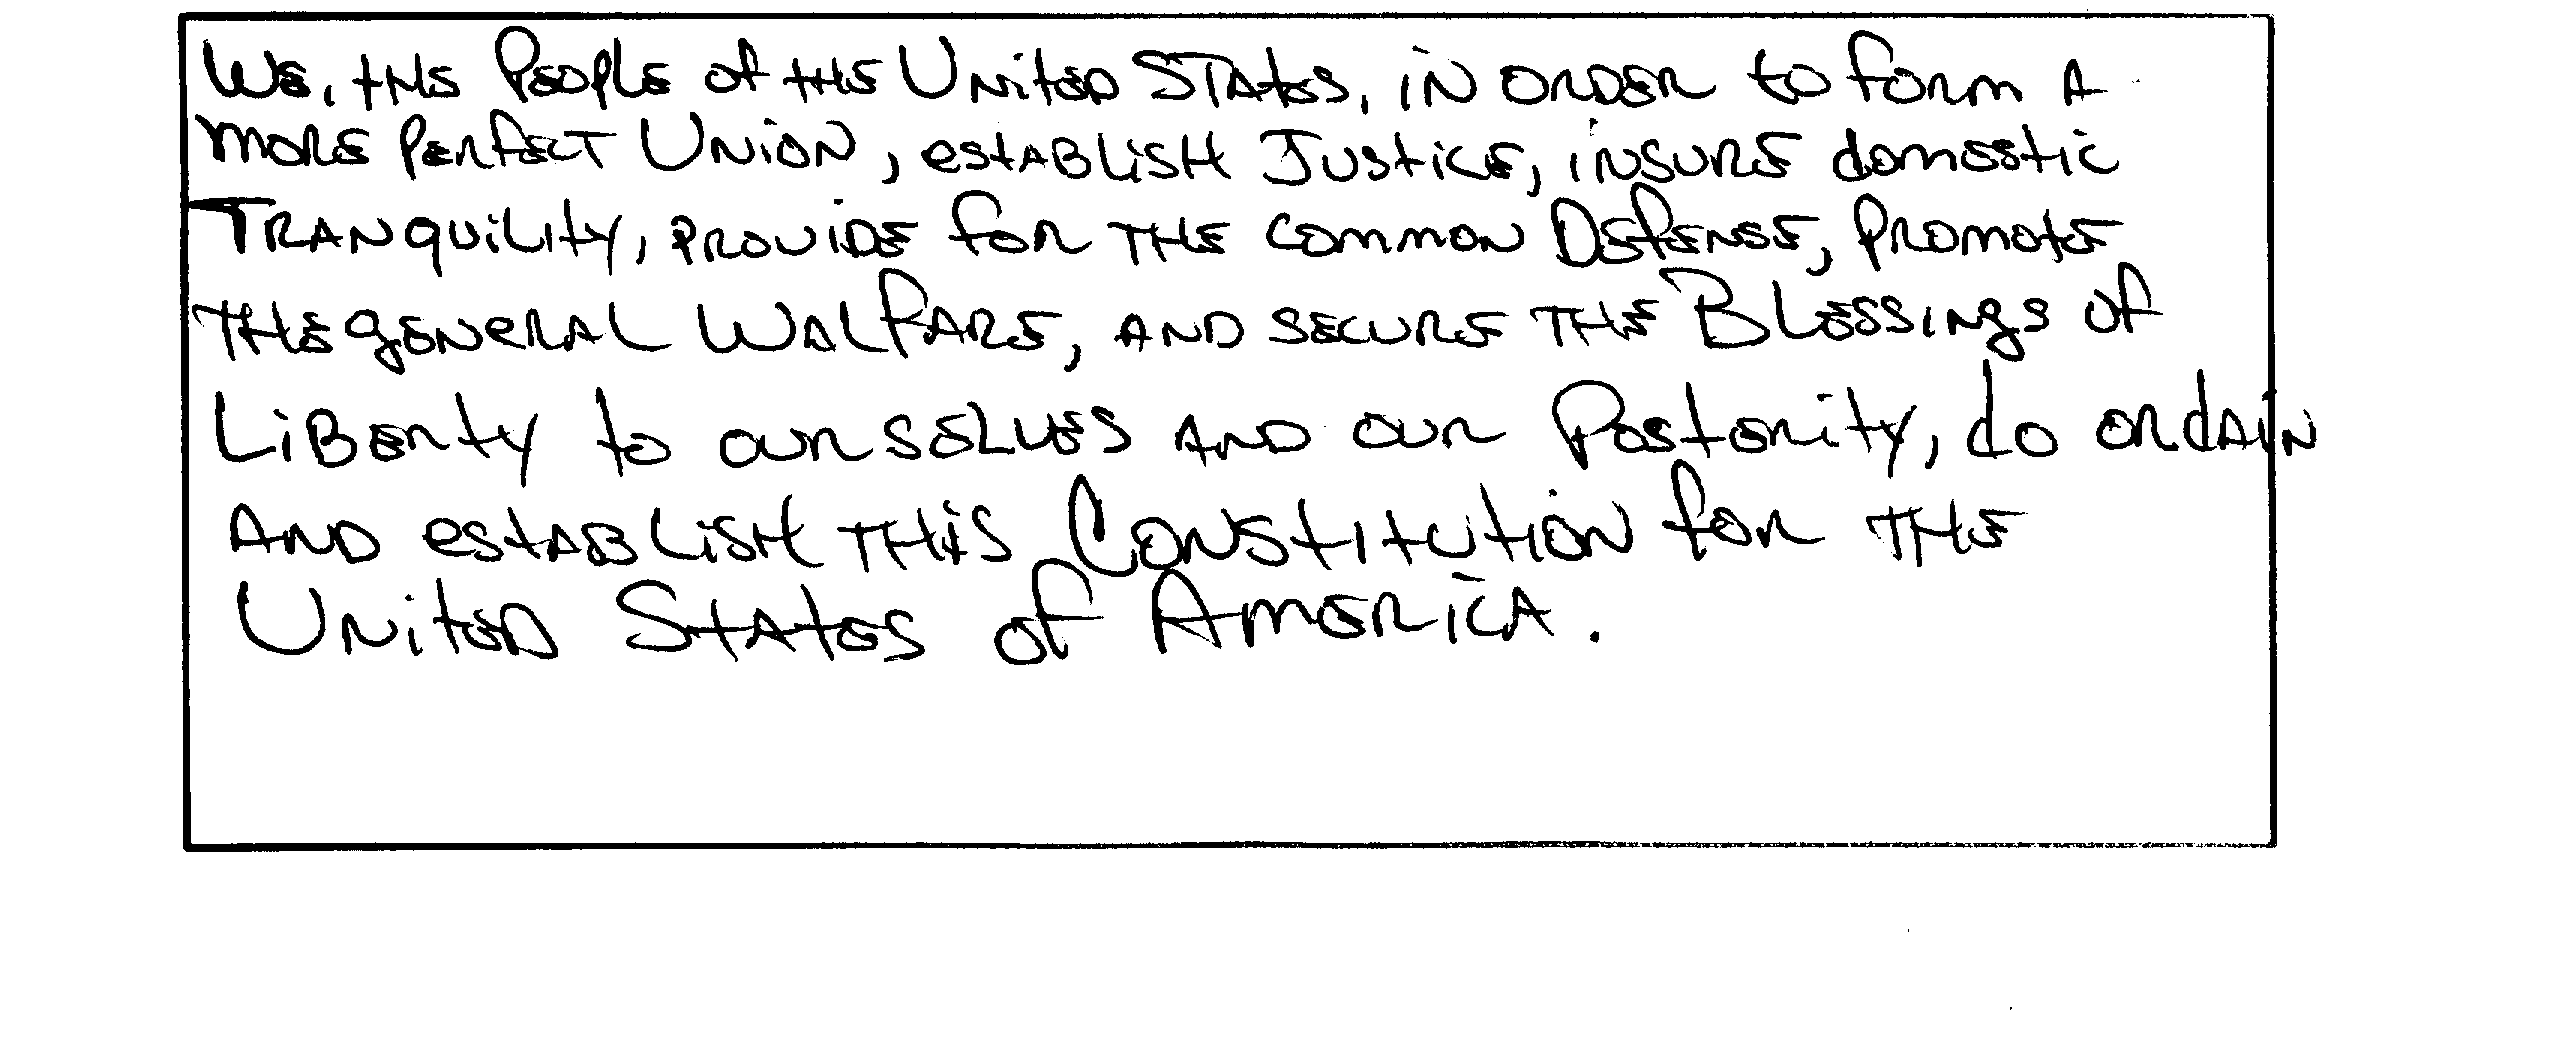 We, the People of the United States, in order to form a
more perfect Union, establish Justice, insure domestic
Tranquility, provide for the common Defense, promote
the general Walfare, and secure the Blessings of
Liberty to ourselves and our Posterity, do ordain
and establish this Constitution for the
United States of America.